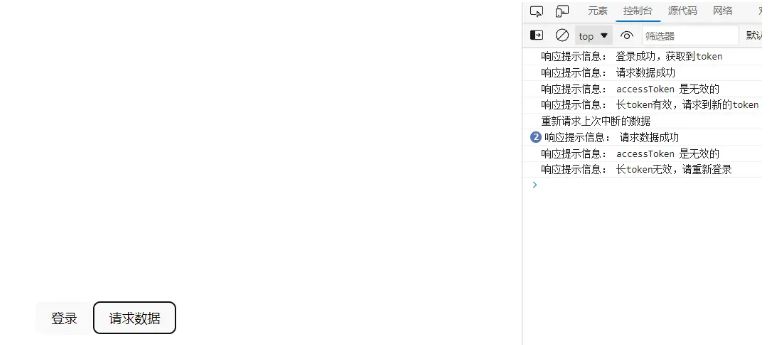 元素 控制台 源代码 网络
top 筛选器
响应提示信息： 登录成功，获取到token
响应提示信息： 请求数据成功
响应提示信息： accessToken 是无效的
响应提示信息： 长token有效，请求到新的token
重新请求上次中断的数据
2 响应提示信息： 请求数据成功
响应提示信息： accessToken 是无效的
响应提示信息： 长token无效，请重新登录
登录 请求数据